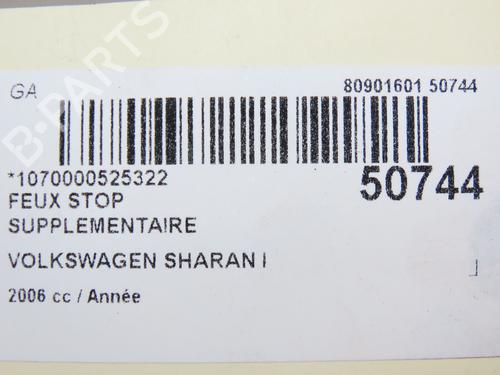 GA
80901601 50744
*1070000525322
50744
FEUX STOP
SUPPLEMENTAIRE
VOLKSWAGEN SHARAN I
2006 cc / Année
B-PARTS